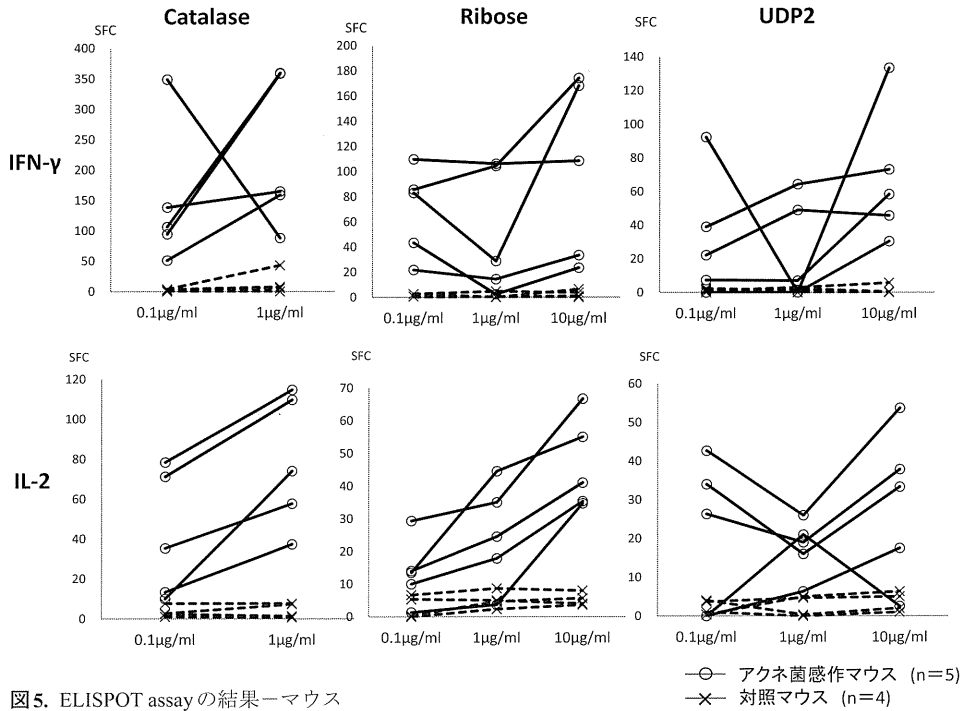 Catalase
Ribose
UDP2
SFC
400
350
300
250
200
150
100
50
0
0.1μg/ml
1μg/ml
SFC
200
180
160
140
120
100
80
60
40
20
0
0.1μg/ml
1μg/ml
10μg/ml
SFC
140
120
100
80
60
40
20
0
0.1μg/ml
1μg/ml
10μg/ml
IFN-γ
SFC
120
100
80
60
40
20
0
0.1μg/ml
1μg/ml
SFC
70
60
50
40
30
20
10
0
0.1μg/ml
1μg/ml
10μg/ml
SFC
60
50
40
30
20
10
0
0.1μg/ml
1μg/ml
10μg/ml
IL-2
アクネ菌感作マウス (n=5)
対照マウス (n=4)
図5. ELISPOT assayの結果-マウス